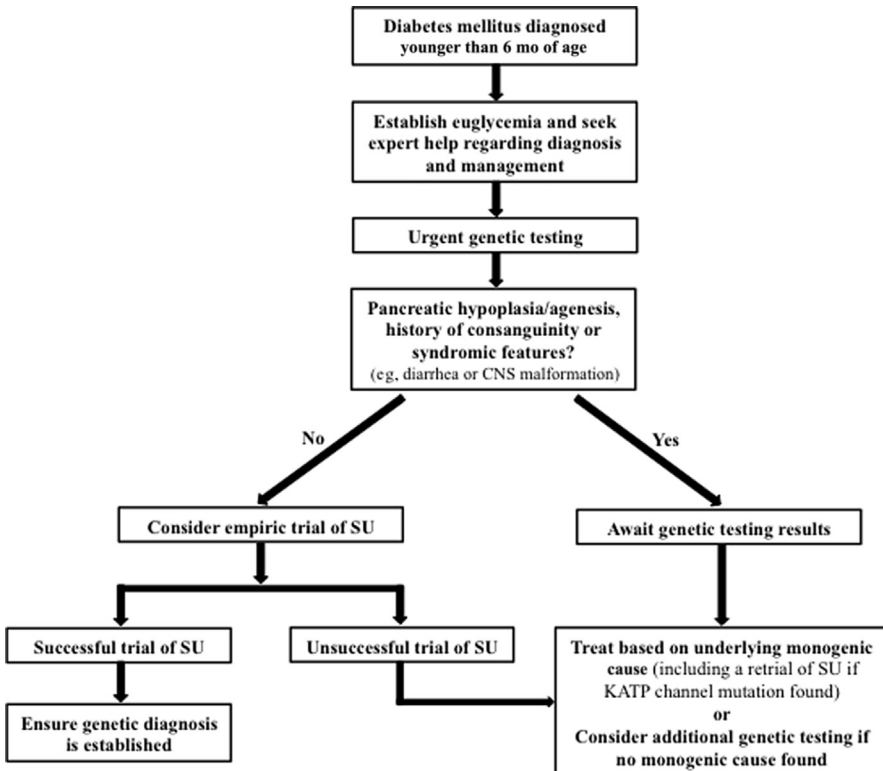 Diabetes mellitus diagnosed
younger than 6 mo of age
Establish euglycemia and seek
expert help regarding diagnosis
and management
Urgent genetic testing
Pancreatic hypoplasia/agenesis,
history of consanguinity or
syndromic features?
(eg, diarrhea or CNS malformation)
No
Yes
Consider empiric trial of SU
Await genetic testing results
Successful trial of SU
Unsuccessful trial of SU
Ensure genetic diagnosis
is established
Treat based on underlying monogenic
cause (including a retrial of SU if
KATP channel mutation found)
or
Consider additional genetic testing if
no monogenic cause found